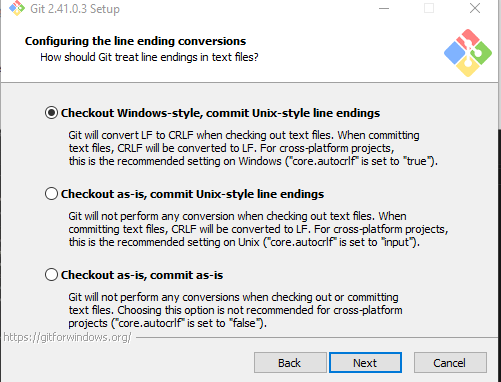 Git 2.41.0.3 Setup
Configuring the line ending conversions
How should Git treat line endings in text files?
Checkout Windows-style, commit Unix-style line endings
Git will convert LF to CRLF when checking out text files. When committing
text files, CRLF will be converted to LF. For cross-platform projects,
this is the recommended setting on Windows ("core.autocrlf" is set to "true").
Checkout as-is, commit Unix-style line endings
Git will not perform any conversion when checking out text files. When
committing text files, CRLF will be converted to LF. For cross-platform projects,
this is the recommended setting on Unix ("core.autocrlf" is set to "input").
Checkout as-is, commit as-is
Git will not perform any conversions when checking out or committing
text files. Choosing this option is not recommended for cross-platform
projects ("core.autocrlf" is set to "false").
https://gitforwindows.org/
Back Next Cancel